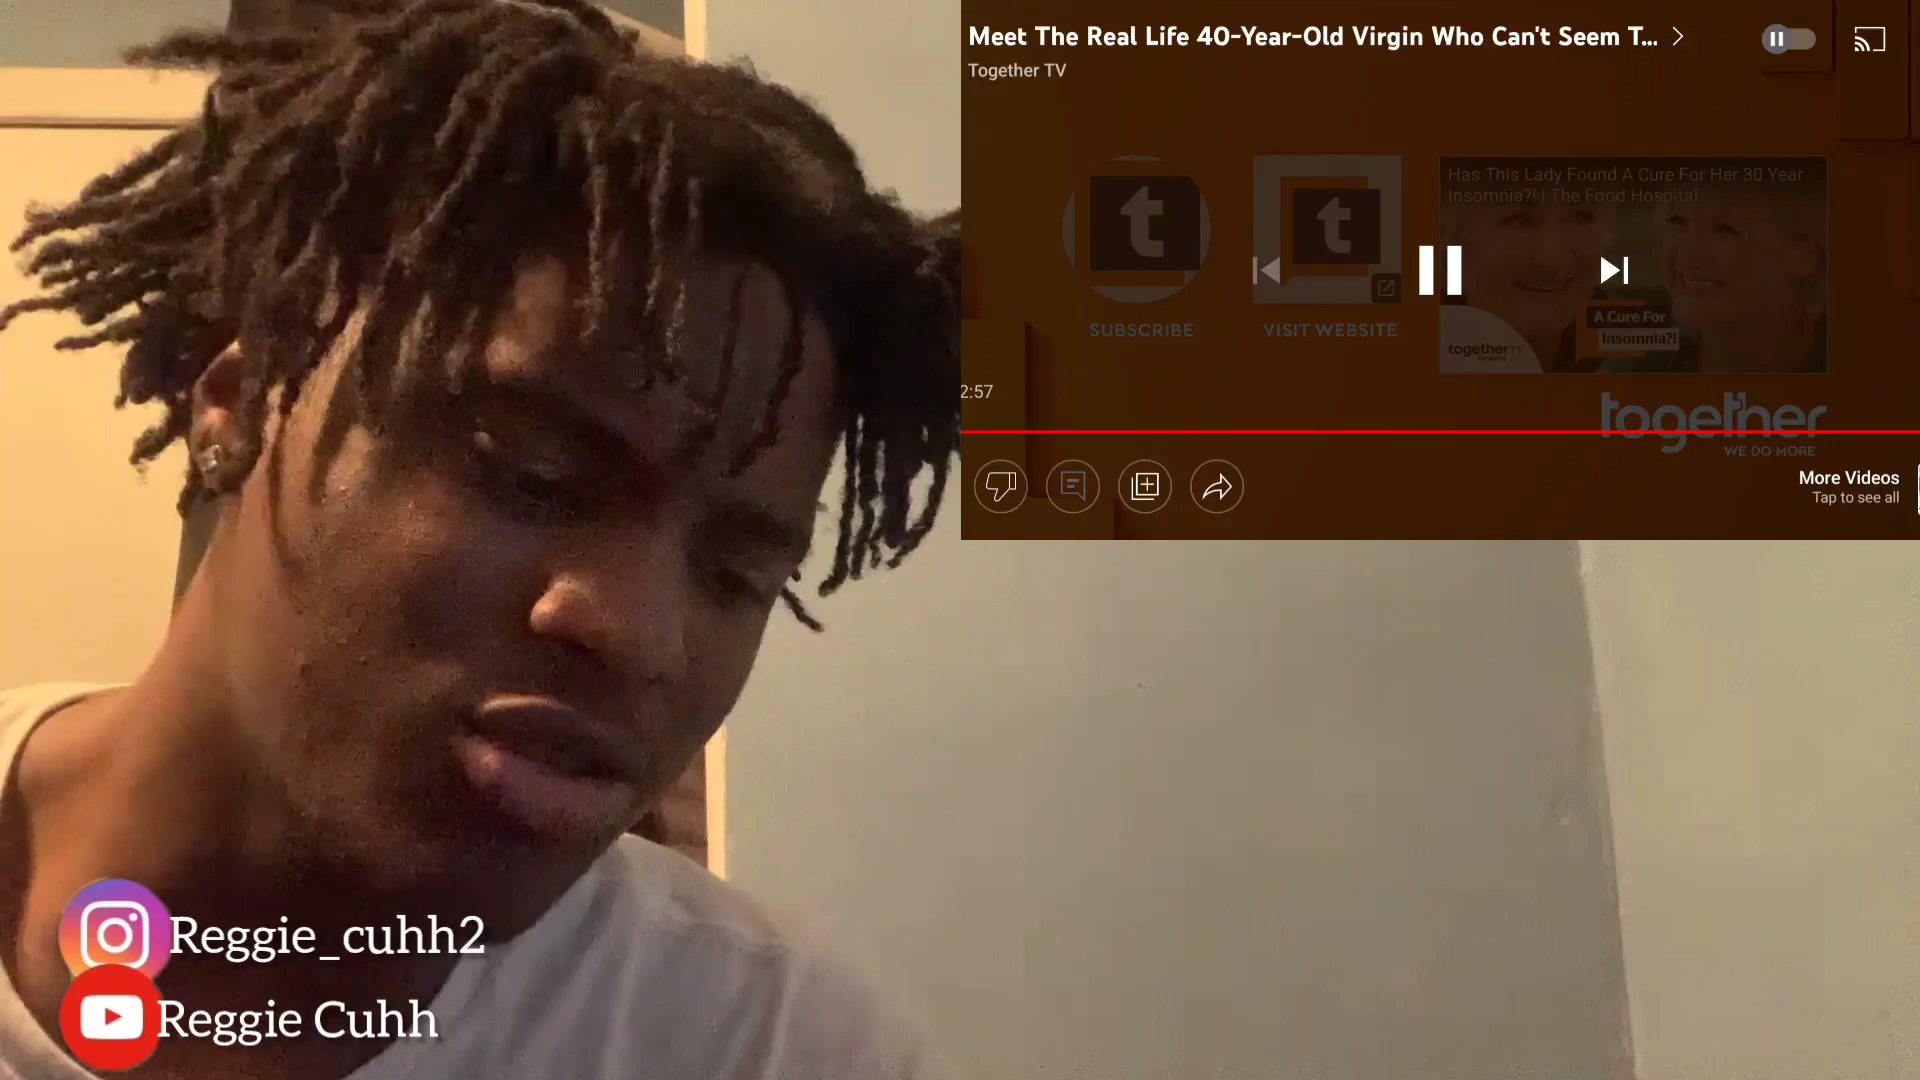 Meet The Real Life 40-Year-Old Virgin Who Can't Seem T...
Together TV
Has This Lady Found A Cure For Her 30 Year
Insomnia?! | The Food Hospital
t
t
SUBSCRIBE
VISIT WEBSITE
A Cure For
Insomnia?!
togetherTV
2:57
together
WE DO MORE
More Videos
Tap to see all
Reggie_cuhh2
Reggie Cuhh